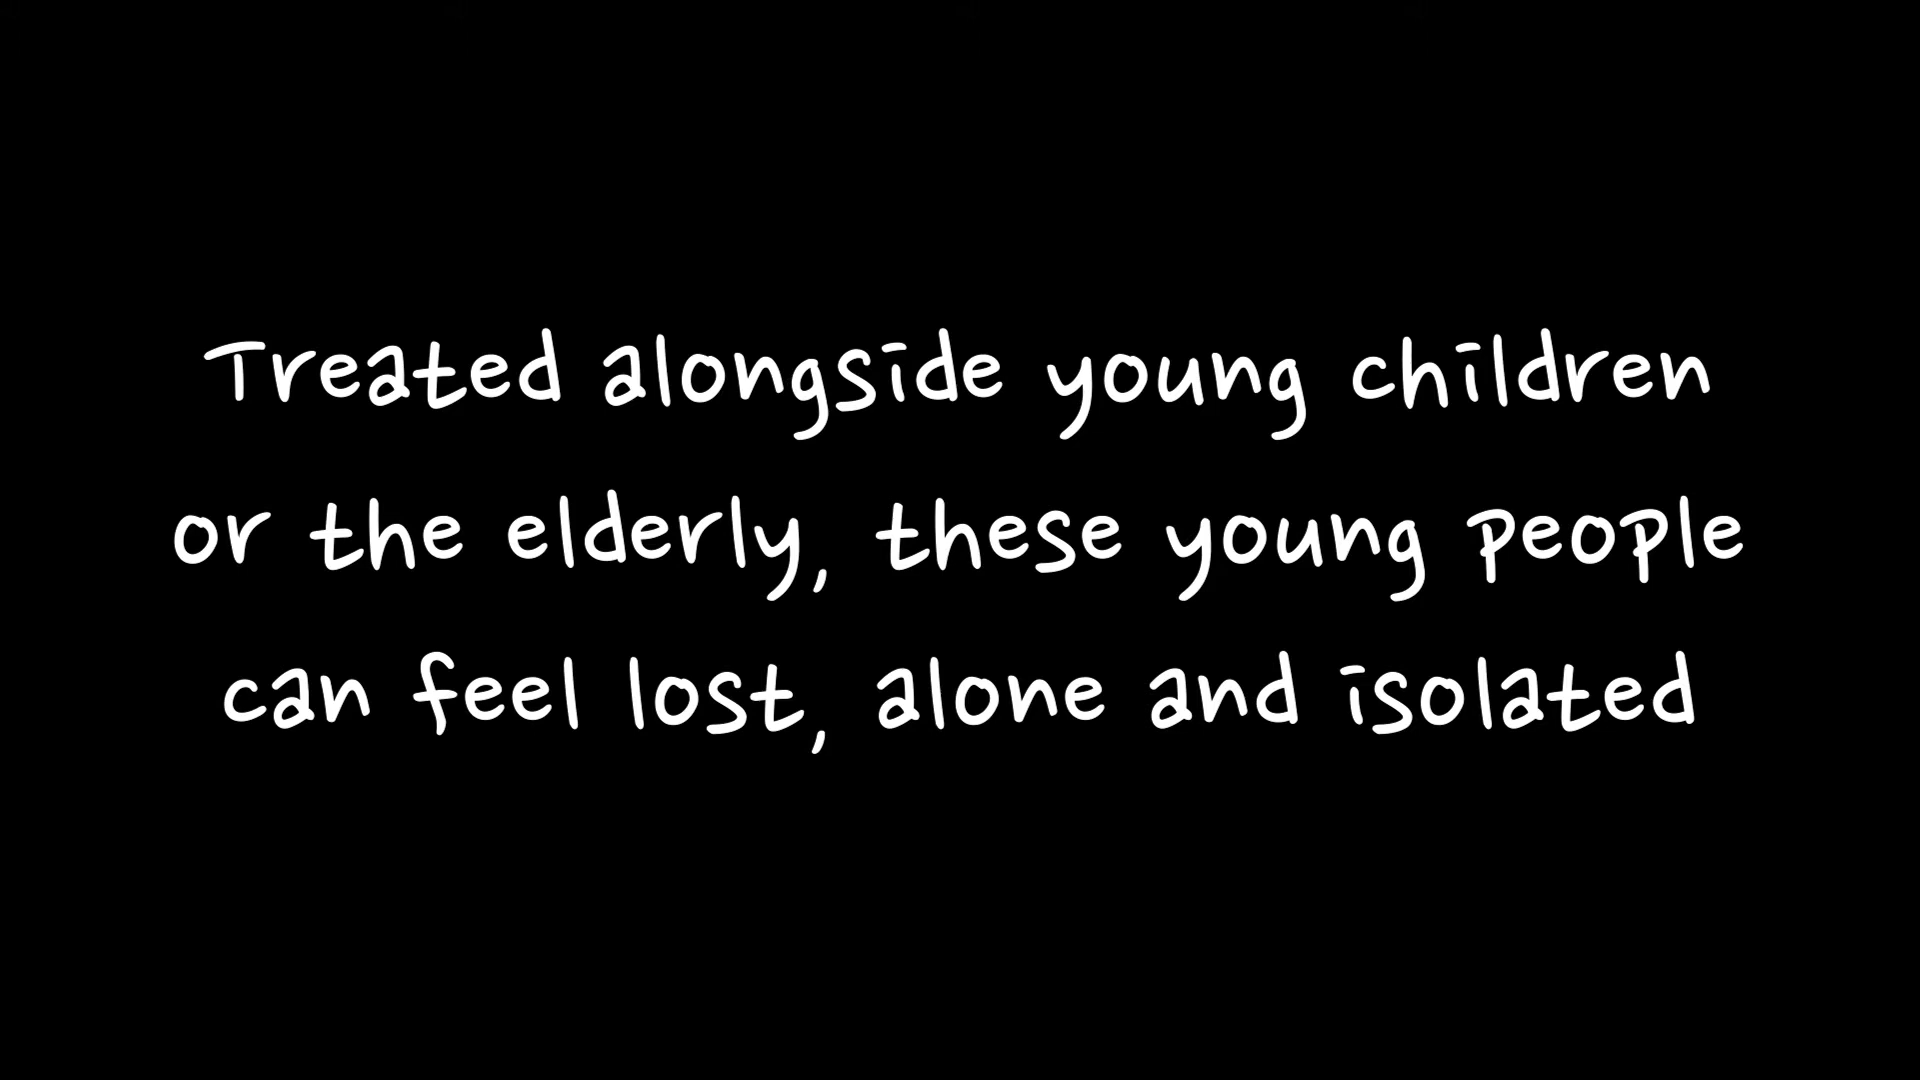 Treated alongside young children
or the elderly, these young people
can feel lost, alone and isolated